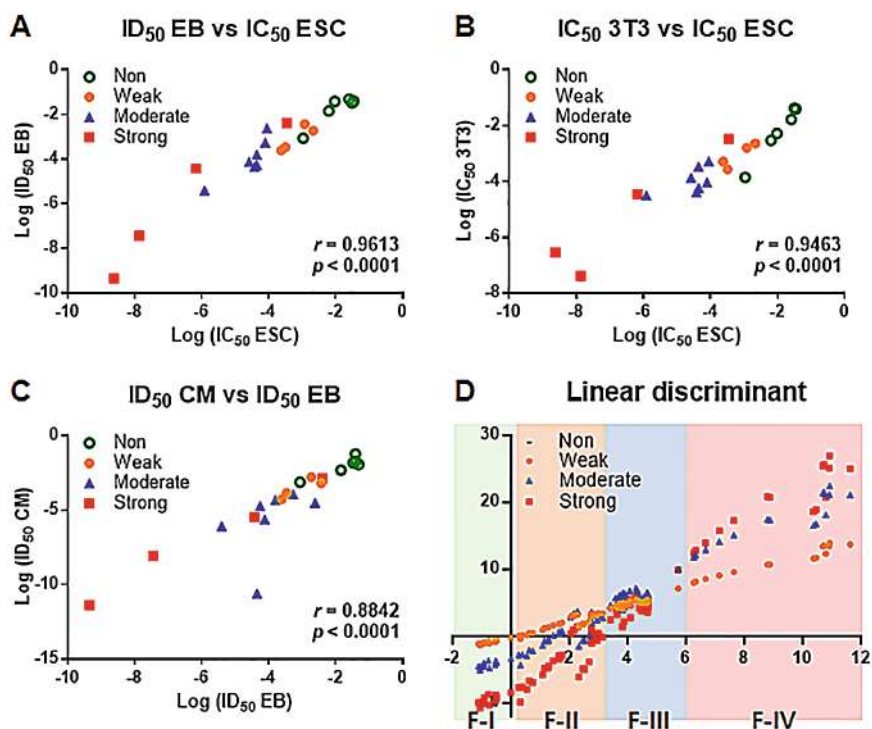 A
ID50 EB vs IC50 ESC
0
-2
-4
-6
-8
-10
Log (ID50 EB)
Non
Weak
Moderate
Strong
r = 0.9613
p < 0.0001
-10 -8 -6 -4 -2 0
Log (IC50 ESC)
B
IC50 3T3 vs IC50 ESC
0
-2
-4
-6
-8
Log (IC50 3T3)
Non
Weak
Moderate
Strong
r = 0.9463
p < 0.0001
-10 -8 -6 -4 -2 0
Log (IC50 ESC)
C
ID50 CM vs ID50 EB
0
-5
-10
-15
Log (ID50 CM)
Non
Weak
Moderate
Strong
r = 0.8842
p < 0.0001
-10 -8 -6 -4 -2 0
Log (ID50 EB)
D
Linear discriminant
30
20
10
Non
Weak
Moderate
Strong
-2 2 4 6 8 10 12
F-I F-II F-III F-IV